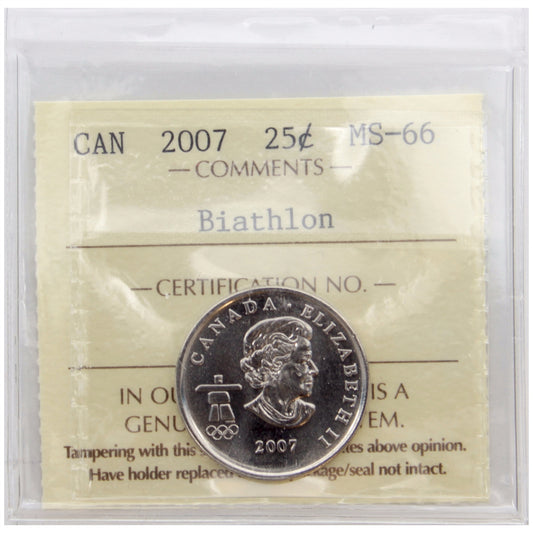 CAN 2007 25¢ MS-66
— COMMENTS —
Biathlon
— CERTIFICATION NO. —
CANADA · ELIZABETH II
2007
IN OU IS A
GENU EM.
Tampering with this s tes above opinion.
Have holder replaced kage/seal not intact.